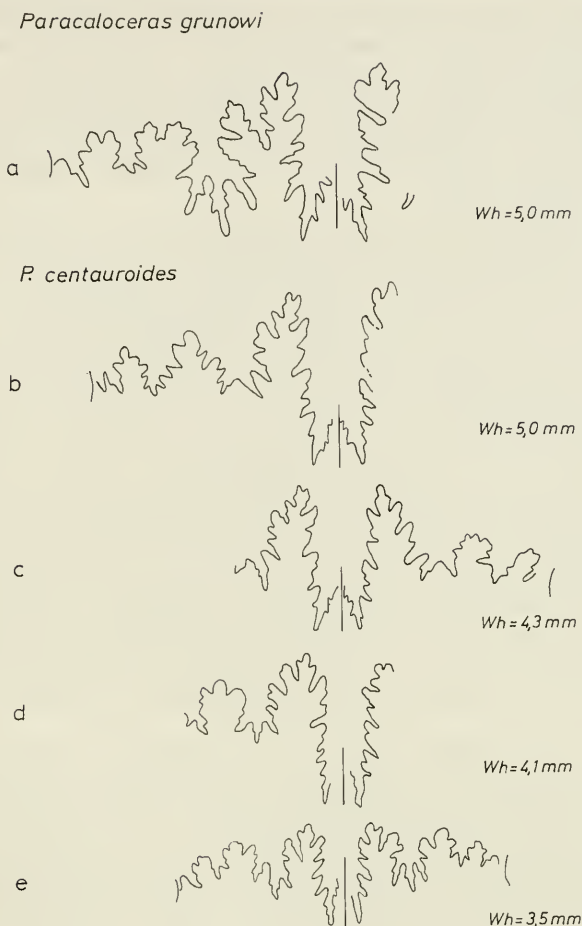 Paracaloceras grunowi
a
Wh=5,0 mm
P. centauroides
b
Wh=5,0 mm
c
Wh=4,3 mm
d
Wh=4,1 mm
e
Wh=3,5 mm